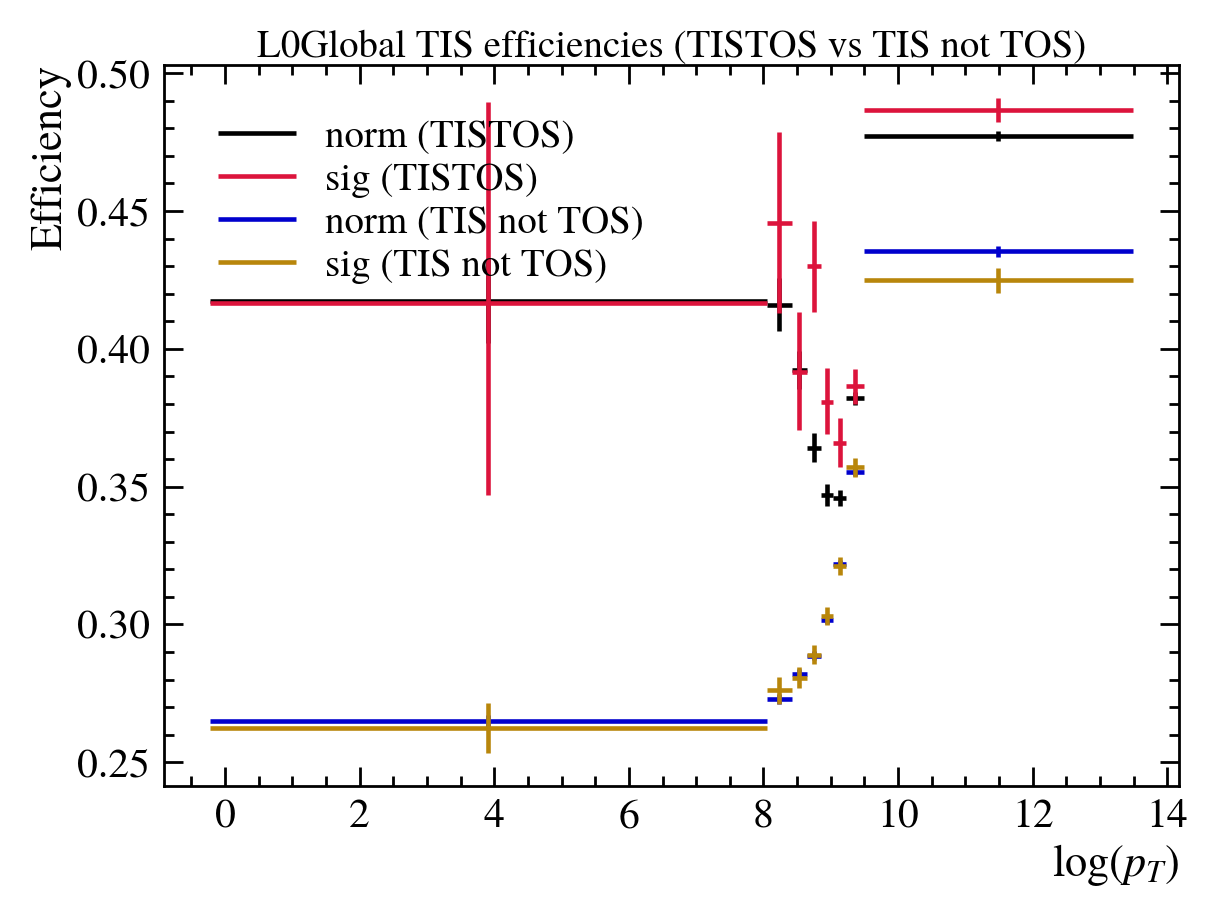 L0Global TIS efficiencies (TISTOS vs TIS not TOS)
Efficiency
0.50
0.45
0.40
0.35
0.30
0.25
norm (TISTOS)
sig (TISTOS)
norm (TIS not TOS)
sig (TIS not TOS)
0 2 4 6 8 10 12 14
log(p_T)